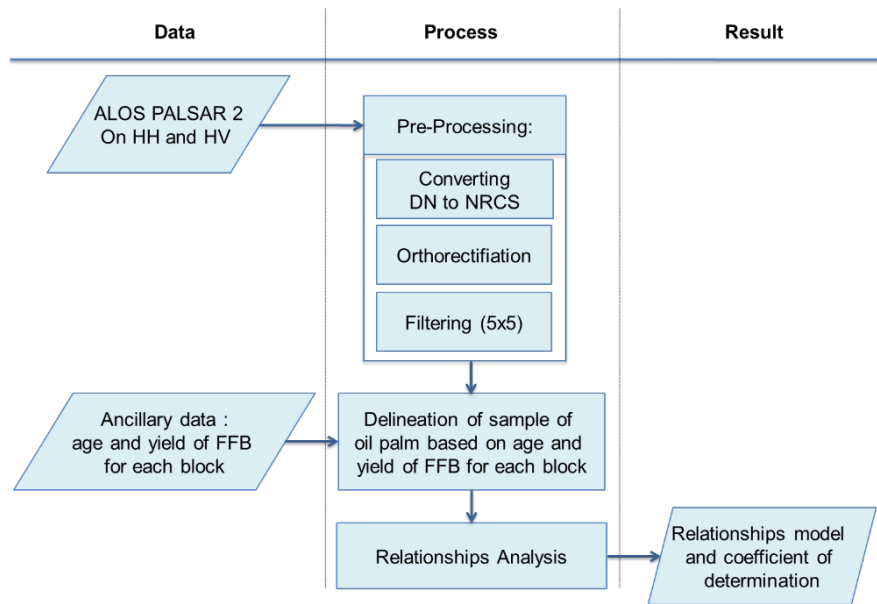 Data
Process
Result
ALOS PALSAR 2
On HH and HV
Pre-Processing:
Converting
DN to NRCS
Orthorectifiation
Filtering (5x5)
Ancillary data :
age and yield of FFB
for each block
Delineation of sample of
oil palm based on age and
yield of FFB for each block
Relationships Analysis
Relationships model
and coefficient of
determination